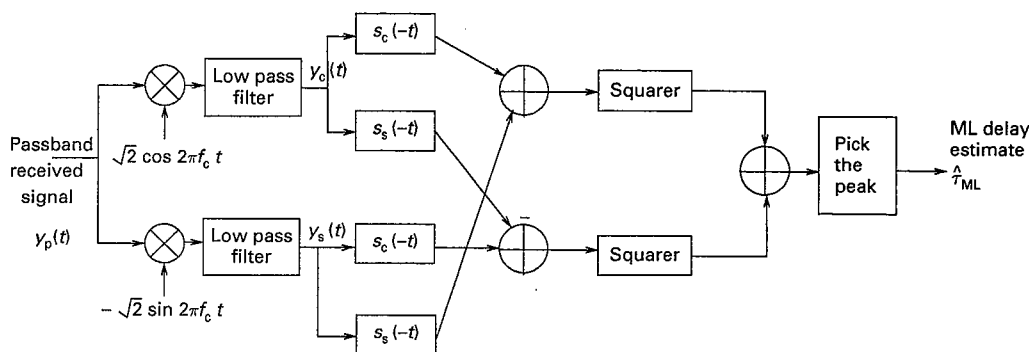 s_c (-t)
y_c (t)
Low pass
filter
s_s (-t)
Squarer
Passband
received
signal
√2 cos 2πf_c t
y_p(t)
ML delay
estimate
τ̂_ML
Pick
the
peak
Low pass
filter
y_s (t)
s_c (-t)
-
Squarer
- √2 sin 2πf_c t
s_s (-t)